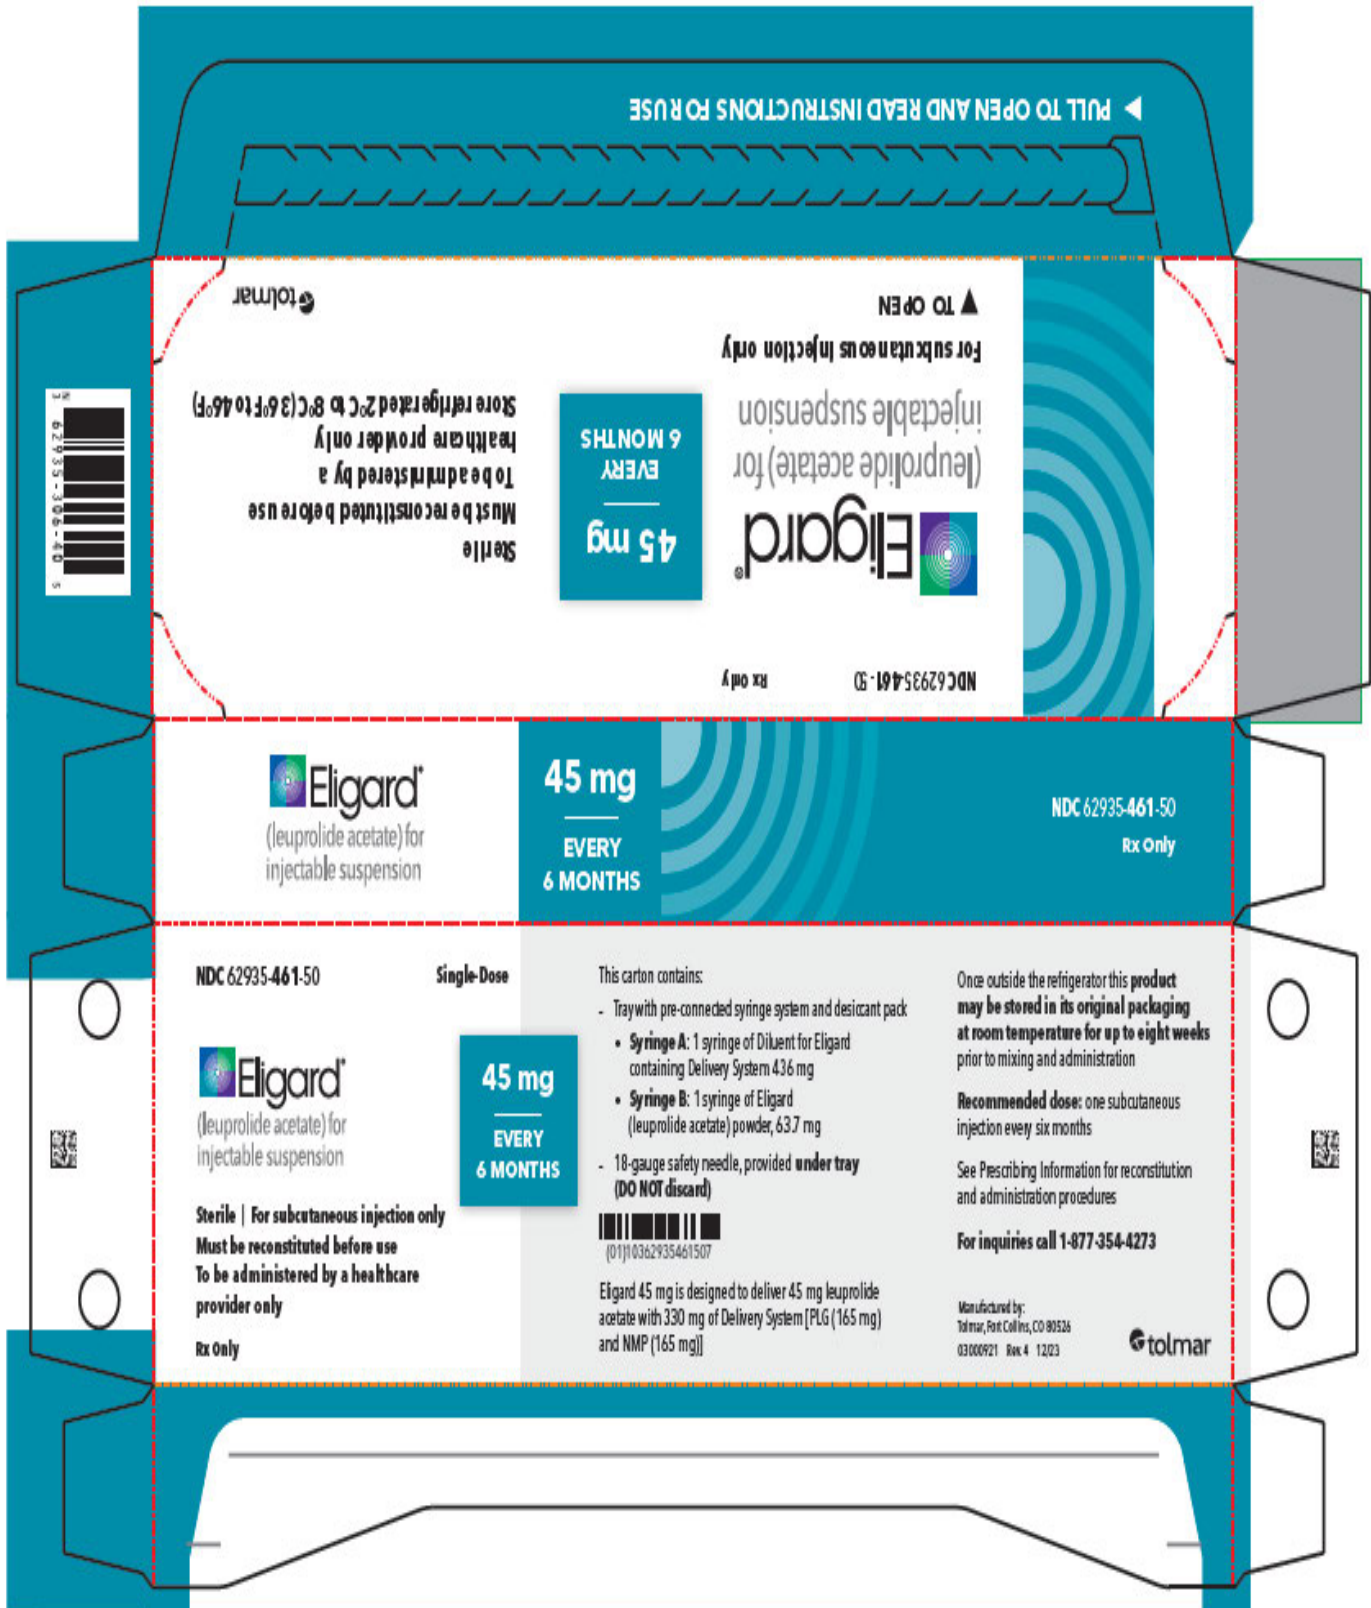 ▶ PULL TO OPEN AND READ INSTRUCTIONS FOR USE
NDC 62935-461-50
Rx Only
Eligard®
(leuprolide acetate) for
injectable suspension
For subcutaneous injection only
▲ TO OPEN
45 mg
EVERY
6 MONTHS
Sterile
Must be reconstituted before use
To be administered by a
healthcare provider only
Store refrigerated 2°C to 8°C (36°F to 46°F)
tolmar
N
3 62935-306-40 5
Eligard®
(leuprolide acetate) for
injectable suspension
45 mg
EVERY
6 MONTHS
NDC 62935-461-50
Rx Only
NDC 62935-461-50
Single-Dose
Eligard®
(leuprolide acetate) for
injectable suspension
45 mg
EVERY
6 MONTHS
Sterile | For subcutaneous injection only
Must be reconstituted before use
To be administered by a healthcare
provider only
Rx Only
This carton contains:
- Tray with pre-connected syringe system and desiccant pack
• Syringe A: 1 syringe of Diluent for Eligard
containing Delivery System 436 mg
• Syringe B: 1 syringe of Eligard
(leuprolide acetate) powder, 63.7 mg
- 18-gauge safety needle, provided under tray
(DO NOT discard)
(01)10362935461507
Eligard 45 mg is designed to deliver 45 mg leuprolide
acetate with 330 mg of Delivery System [PLG (165 mg)
and NMP (165 mg)]
Once outside the refrigerator this product
may be stored in its original packaging
at room temperature for up to eight weeks
prior to mixing and administration
Recommended dose: one subcutaneous
injection every six months
See Prescribing Information for reconstitution
and administration procedures
For inquiries call 1-877-354-4273
Manufactured by:
Tolmar, Fort Collins, CO 80526
03000921 Rev. 4 12/23
tolmar